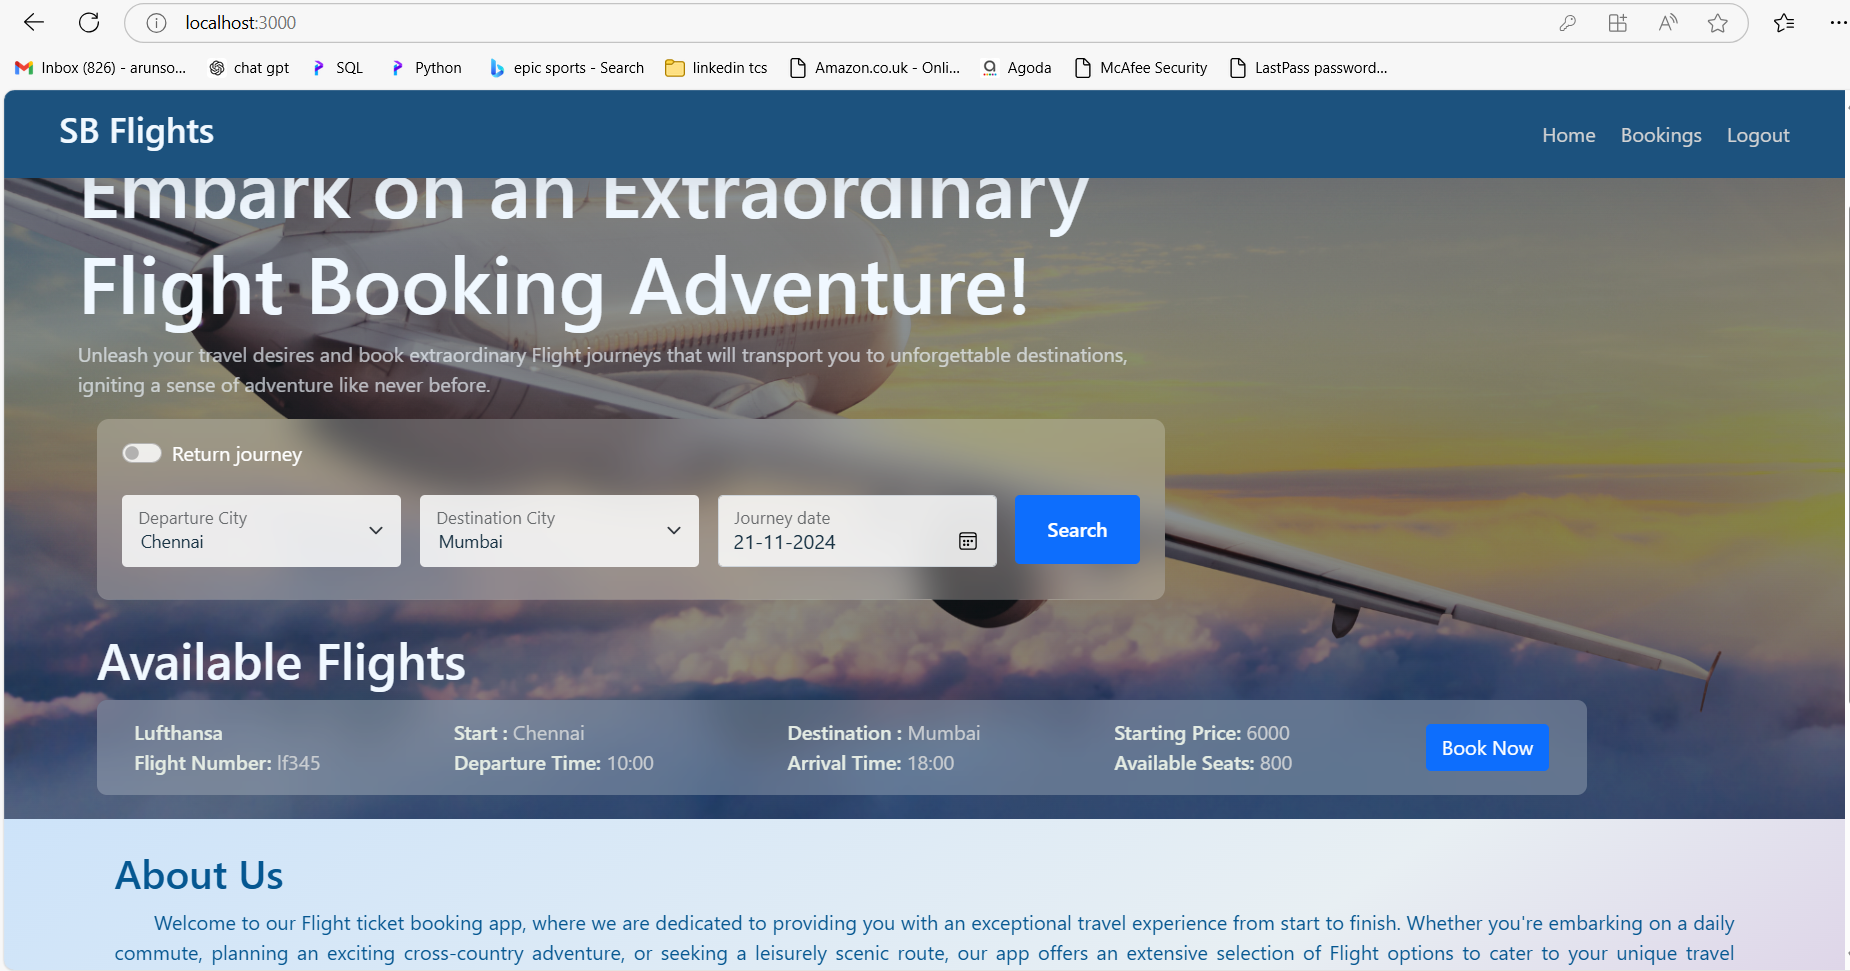 localhost:3000
Inbox (826) - arunso... chat gpt SQL Python epic sports - Search linkedin tcs Amazon.co.uk - Onli... Agoda McAfee Security LastPass password...
SB Flights Home Bookings Logout
Embark on an Extraordinary
Flight Booking Adventure!
Unleash your travel desires and book extraordinary Flight journeys that will transport you to unforgettable destinations,
igniting a sense of adventure like never before.
Return journey
Departure City Destination City Journey date
Chennai Mumbai 21-11-2024
Search
Available Flights
Lufthansa Start : Chennai Destination : Mumbai Starting Price: 6000
Flight Number: lf345 Departure Time: 10:00 Arrival Time: 18:00 Available Seats: 800
Book Now
About Us
Welcome to our Flight ticket booking app, where we are dedicated to providing you with an exceptional travel experience from start to finish. Whether you're embarking on a daily
commute, planning an exciting cross-country adventure, or seeking a leisurely scenic route, our app offers an extensive selection of Flight options to cater to your unique travel